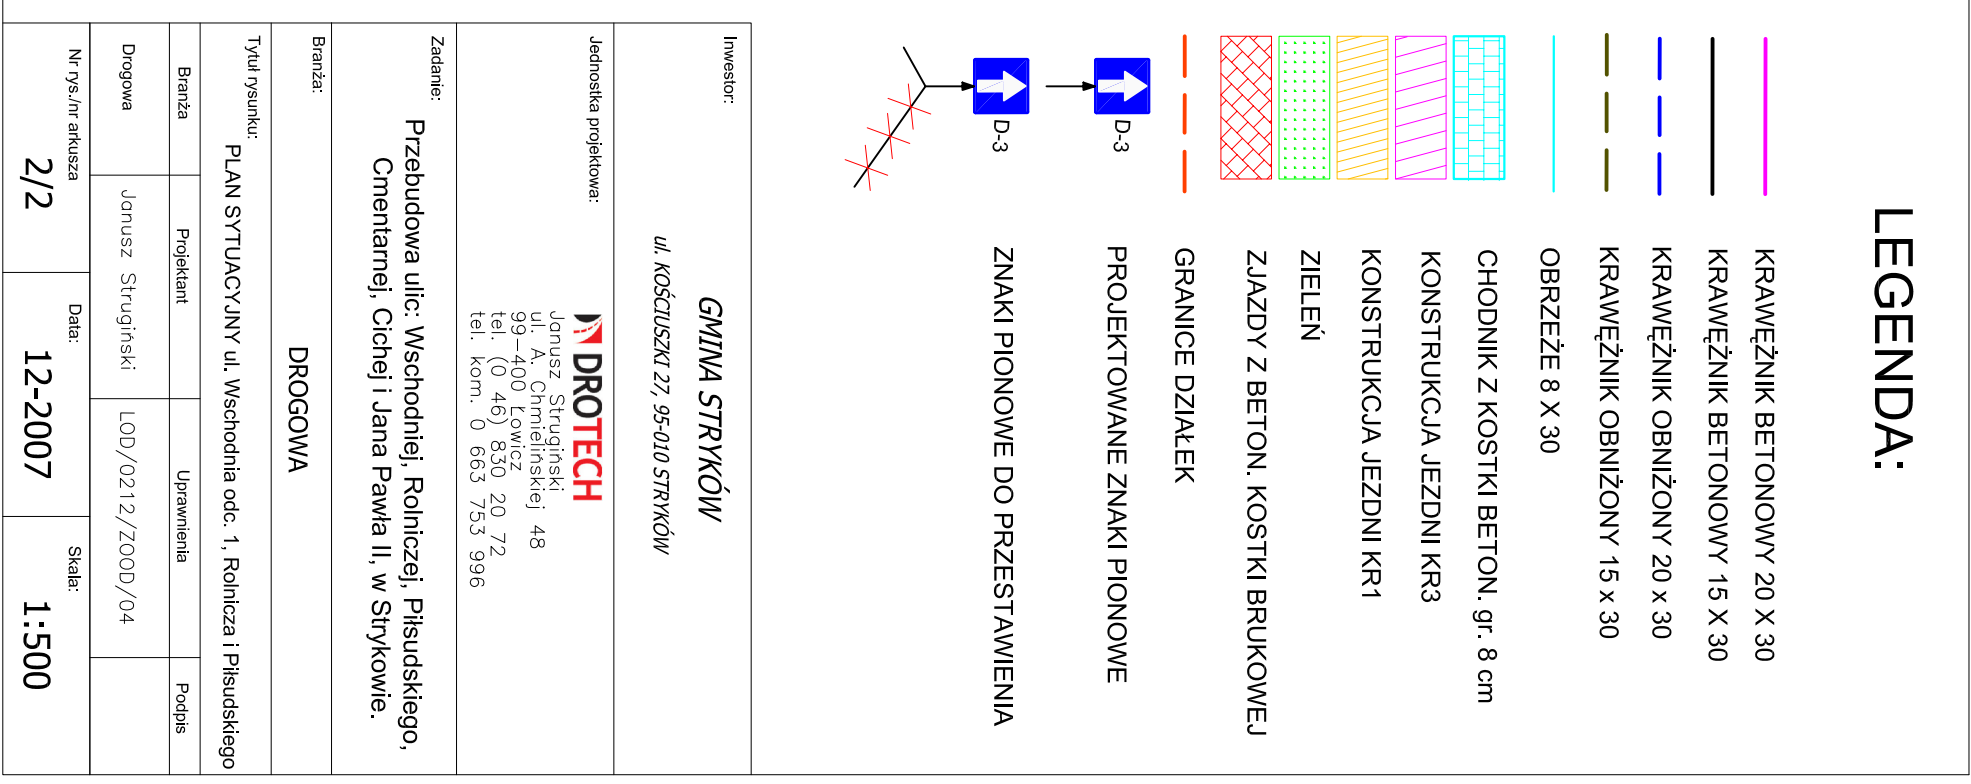 LEGENDA:
KRAWĘŻNIK BETONOWY 20 X 30
KRAWĘŻNIK BETONOWY 15 X 30
KRAWĘŻNIK OBNIŻONY 20 x 30
KRAWĘŻNIK OBNIŻONY 15 x 30
OBRZEŻE 8 X 30
CHODNIK Z KOSTKI BETON. gr. 8 cm
KONSTRUKCJA JEZDNI KR3
KONSTRUKCJA JEZDNI KR1
ZIELEŃ
ZJAZDY Z BETON. KOSTKI BRUKOWEJ
GRANICE DZIAŁEK
D-3 PROJEKTOWANE ZNAKI PIONOWE
D-3 ZNAKI PIONOWE DO PRZESTAWIENIA
Inwestor:
GMINA STRYKÓW
ul. KOŚCIUSZKI 27, 95-010 STRYKÓW
Jednostka projektowa:
DROTECH
Janusz Strugiński
ul. A. Chmielińskiej 48
99-400 Łowicz
tel. (0 46) 830 20 72
tel. kom. 0 663 753 996
Zadanie:
Przebudowa ulic: Wschodniej, Rolniczej, Piłsudskiego,
Cmentarnej, Cichej i Jana Pawła II, w Strykowie.
Branża:
DROGOWA
Tytuł rysunku:
PLAN SYTUACYJNY ul. Wschodnia odc. 1, Rolnicza i Piłsudskiego
Branża Projektant Uprawnienia Podpis
Drogowa Janusz Strugiński LOD/0212/ZOOD/04
Nr rys./nr arkusza Data: Skala:
2/2 12-2007 1:500